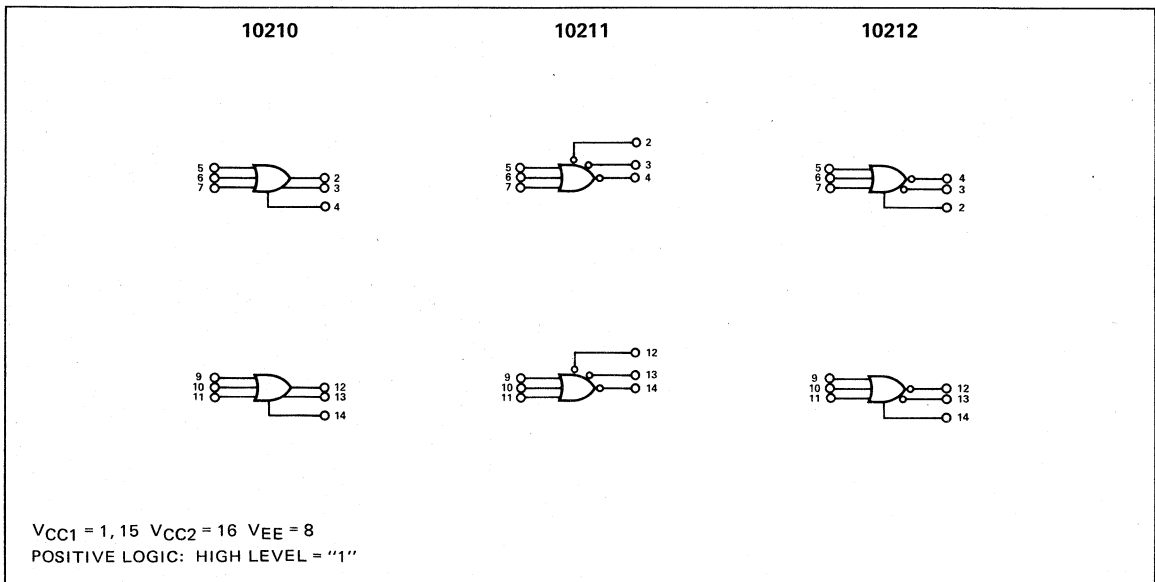 10210 10211 10212
5 6 7 2 3 4
5 6 7 2 3 4
5 6 7 4 3 2
9 10 11 12 13 14
9 10 11 12 13 14
9 10 11 12 13 14
VCC1 = 1, 15 VCC2 = 16 VEE = 8
POSITIVE LOGIC: HIGH LEVEL = "1"